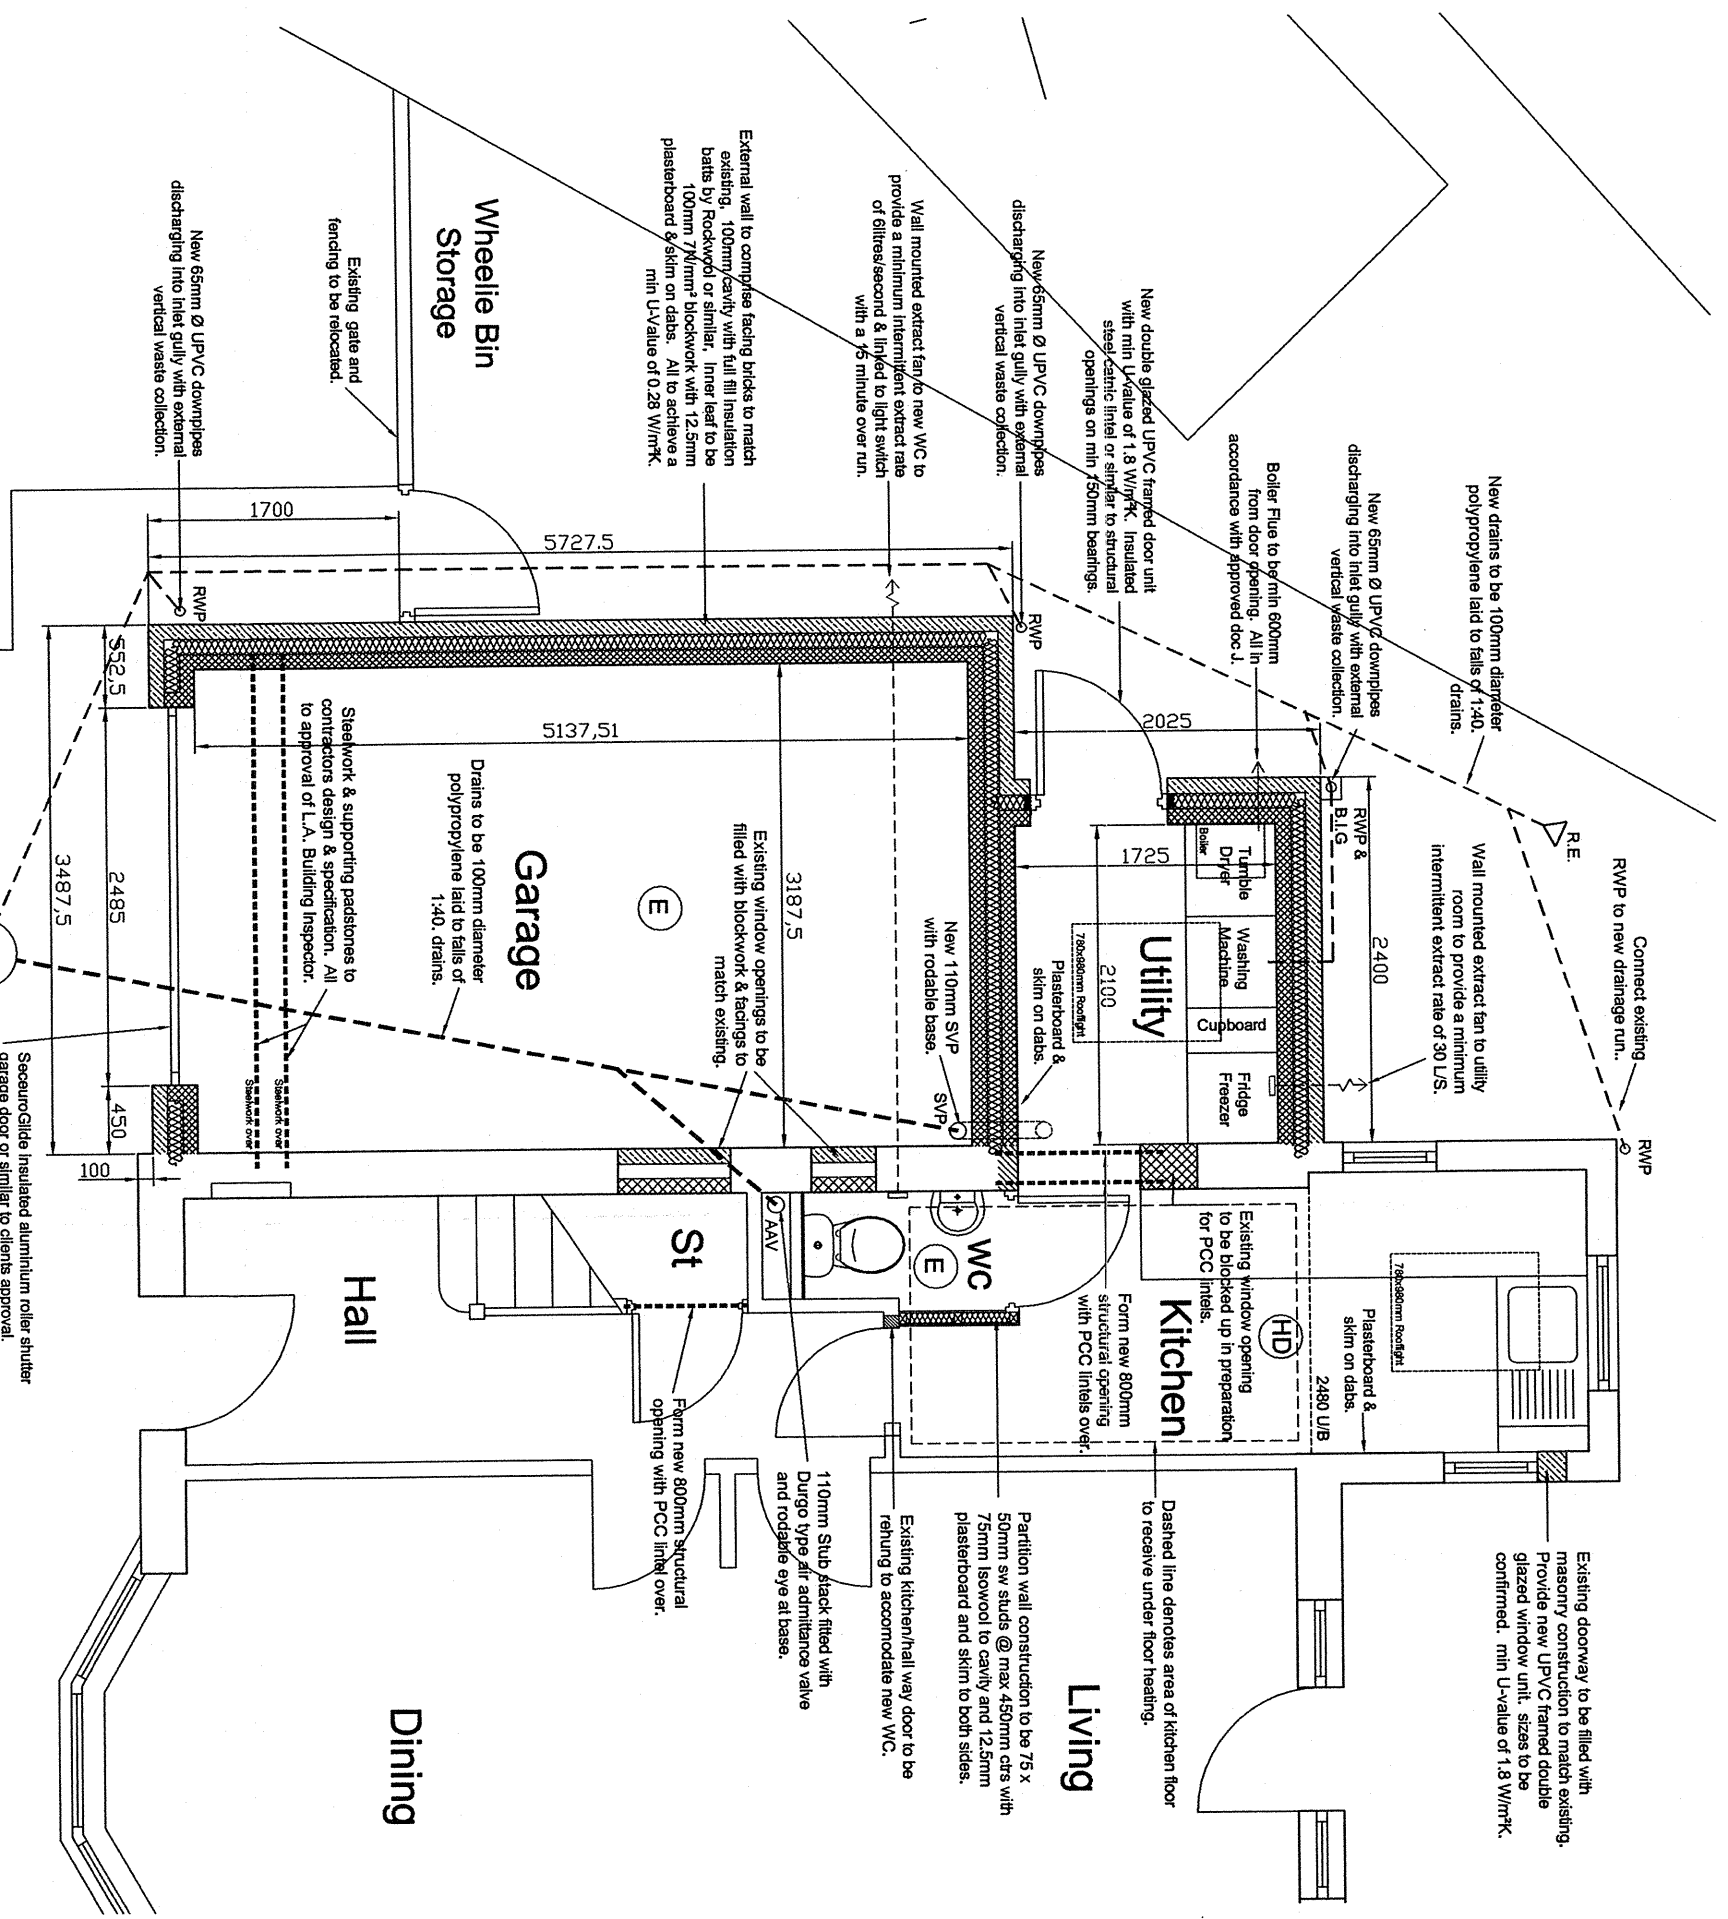 Connect existing
RWP to new drainage run..
RWP
R.E.
New drains to be 100mm diameter
polypropylene laid to falls of 1:40.
drains.
Wall mounted extract fan to utility
room to provide a minimum
intermittent extract rate of 30 L/S.
New 65mm Ø UPVC downpipes
discharging into inlet gully with external
vertical waste collection.
RWP &
B.I.G
2400
Boiler Flue to be min 600mm
from door opening. All in
accordance with approved doc J.
New double glazed UPVC framed door unit
with min U-value of 1.8 W/m²K. Insulated
steel catnic lintel or similar to structural
openings on min 150mm bearings.
2025
New 65mm Ø UPVC downpipes
discharging into inlet gully with external
vertical waste collection.
RWP
Wall mounted extract fan to new WC to
provide a minimum intermittent extract rate
of 6litres/second & linked to light switch
with a 15 minute over run.
External wall to comprise facing bricks to match
existing, 100mm cavity with full fill insulation
batts by Rockwool or similar, Inner leaf to be
100mm 7N/mm² blockwork with 12.5mm
plasterboard & skim on dabs. All to achieve a
min U-Value of 0.28 W/m²K.
Wheelie Bin
Storage
Existing gate and
fencing to be relocated.
New 65mm Ø UPVC downpipes
discharging into inlet gully with external
vertical waste collection.
RWP
1700
5727.5
5137,51
3187,5
552,5
2485
450
3487,5
100
Tumble
Dryer
Boiler
Washing
Machine
Cupboard
Fridge
Freezer
1725
2100
Utility
780x980mm Rooflight
Plasterboard &
skim on dabs.
New 110mm SVP
with rodable base.
SVP
Existing window openings to be
filled with blockwork & facings to
match existing.
E
Garage
Drains to be 100mm diameter
polypropylene laid to falls of
1:40. drains.
Steelwork & supporting padstones to
contractors design & specification. All
to approval of L.A. Building Inspector.
Steelwork over
Steelwork over
SeceuroGlide insulated aluminium roller shutter
garage door or similar to clients approval.
780x980mm Rooflight
Plasterboard &
skim on dabs.
2480 U/B
HD
Existing window opening
to be blocked up in preparation
for PCC lintels.
Kitchen
Form new 800mm
structural opening
with PCC lintels over.
WC
E
AAV
St
Hall
Existing doorway to be filled with
masonry construction to match existing.
Provide new UPVC framed double
glazed window unit. sizes to be
confirmed. min U-value of 1.8 W/m²K.
Dashed line denotes area of kitchen floor
to receive under floor heating.
Living
Partition wall construction to be 75 x
50mm sw studs @ max 450mm ctrs with
75mm Isowool to cavity and 12.5mm
plasterboard and skim to both sides.
Existing kitchen/hall way door to be
rehung to accomodate new WC.
110mm Stub stack fitted with
Durgo type air admittance valve
and rodable eye at base.
Form new 800mm structural
opening with PCC lintel over.
Dining